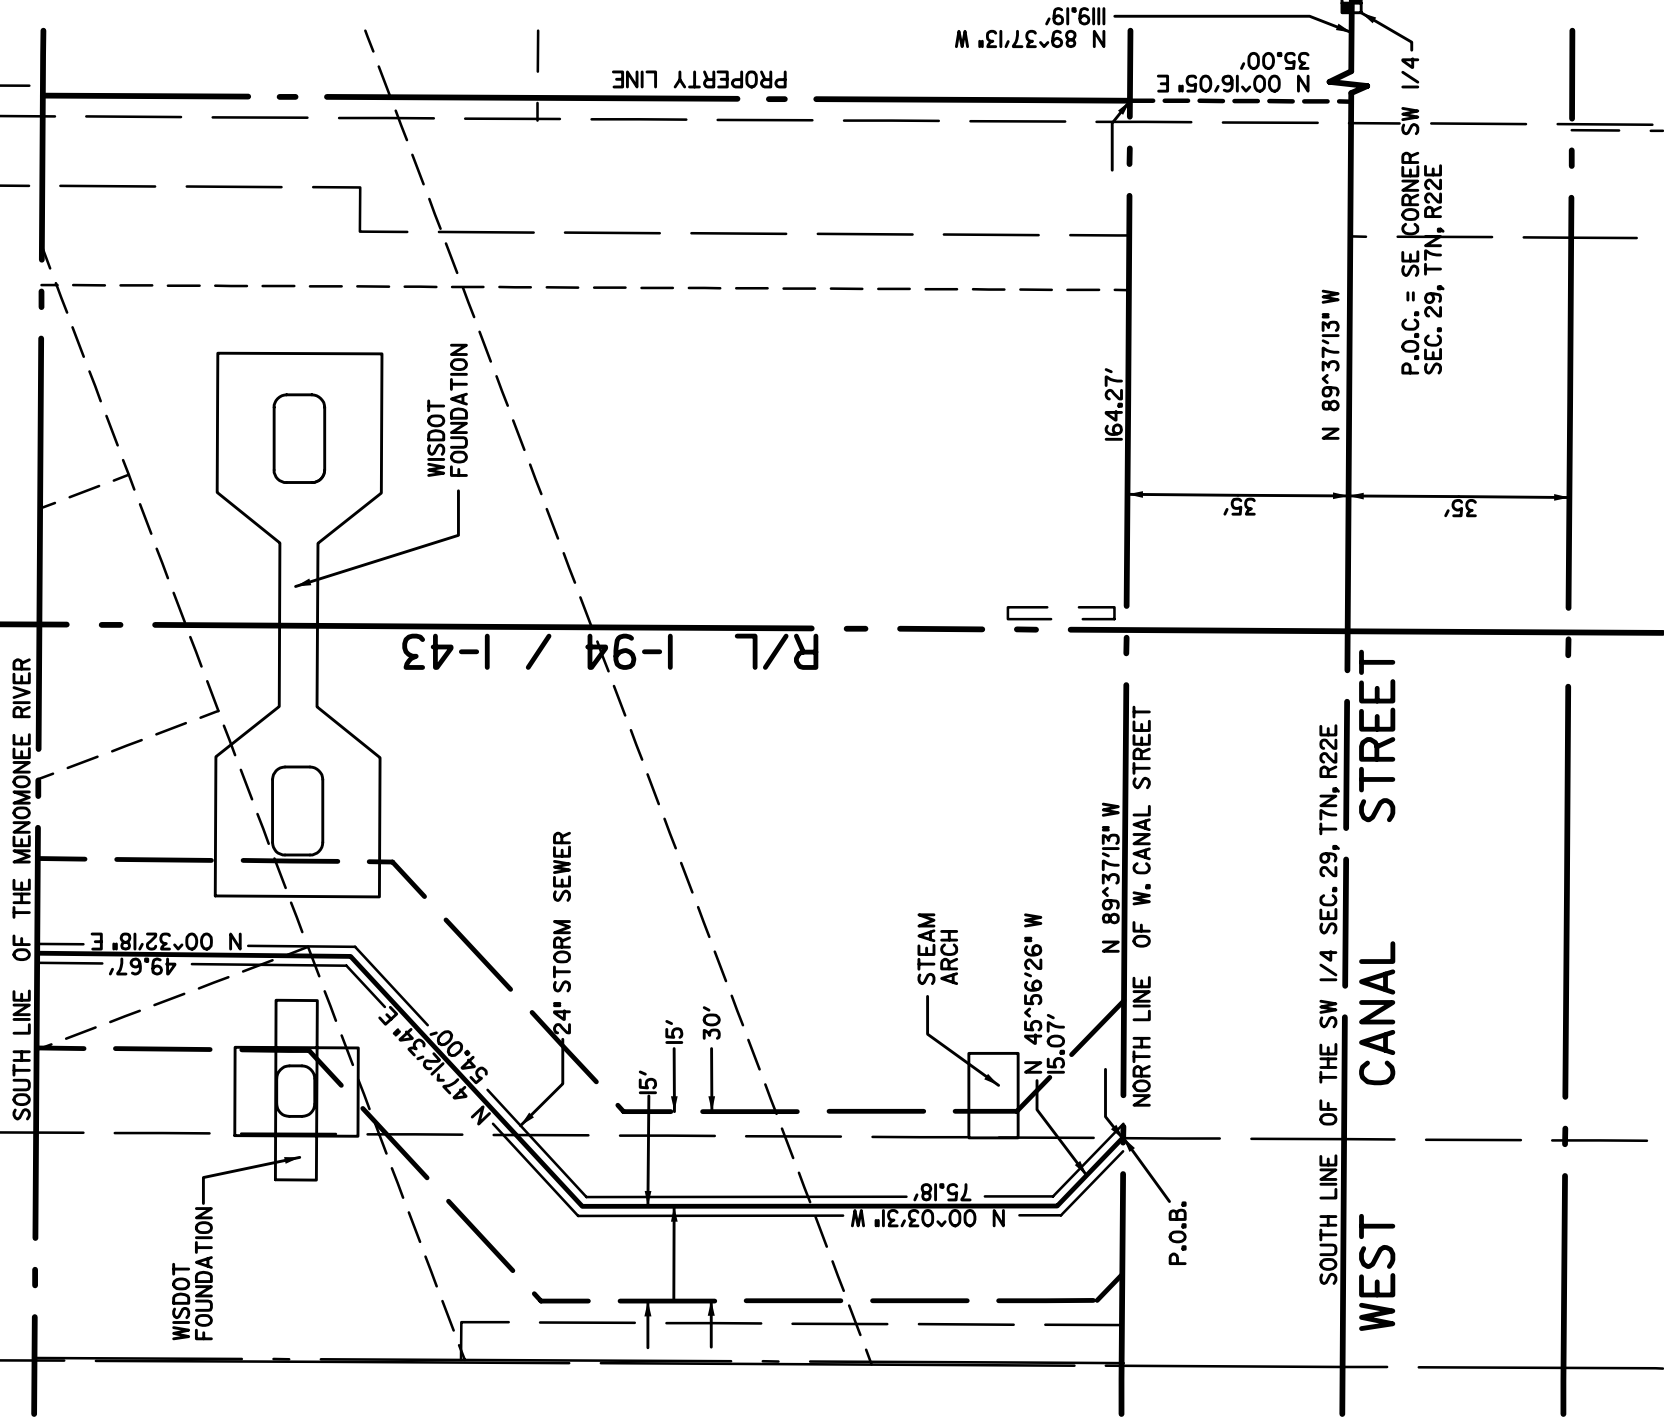 N 89^37'13" W
1119.19'
N 00^16'05" E
35.00'
PROPERTY LINE
P.O.C. = SE CORNER SW 1/4
SEC. 29, T7N, R22E
N 89^37'13" W
164.27'
35'
35'
WISDOT
FOUNDATION
R/L I-94 / I-43
SOUTH LINE OF THE MENOMONEE RIVER
N 00^32'18" E
49.67'
N 47^12'34" E
54.00'
24" STORM SEWER
15'
15'
30'
STEAM
ARCH
N 45^56'26" W
15.07'
N 89^37'13" W
NORTH LINE OF W. CANAL STREET
75.18'
N 00^03'31" W
P.O.B.
WISDOT
FOUNDATION
SOUTH LINE OF THE SW 1/4 SEC. 29, T7N, R22E
WEST CANAL STREET